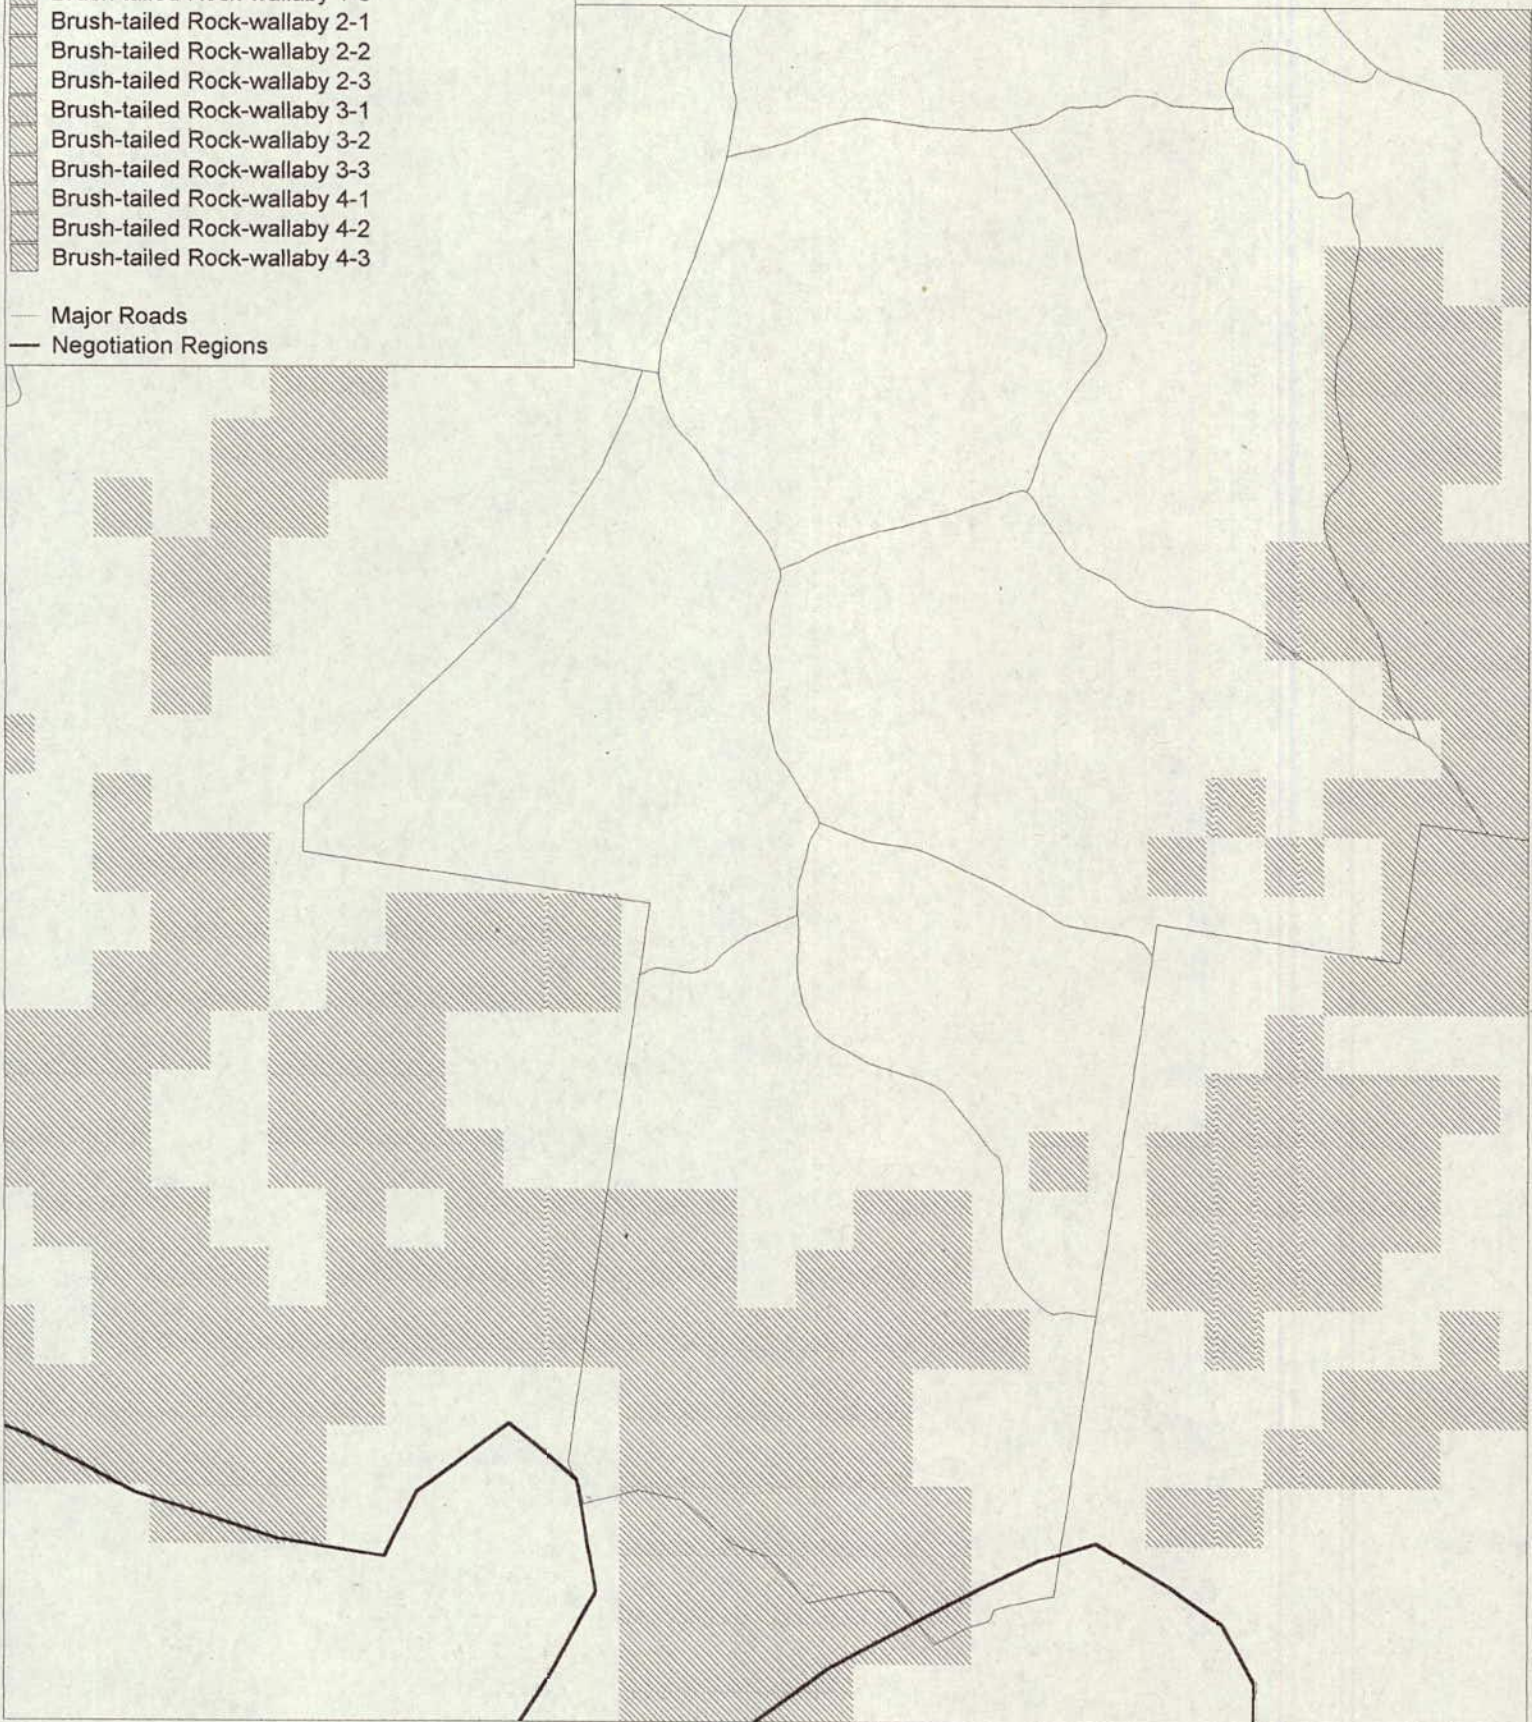 Brush-tailed Rock-wallaby 2-1
Brush-tailed Rock-wallaby 2-2
Brush-tailed Rock-wallaby 2-3
Brush-tailed Rock-wallaby 3-1
Brush-tailed Rock-wallaby 3-2
Brush-tailed Rock-wallaby 3-3
Brush-tailed Rock-wallaby 4-1
Brush-tailed Rock-wallaby 4-2
Brush-tailed Rock-wallaby 4-3
Major Roads
Negotiation Regions